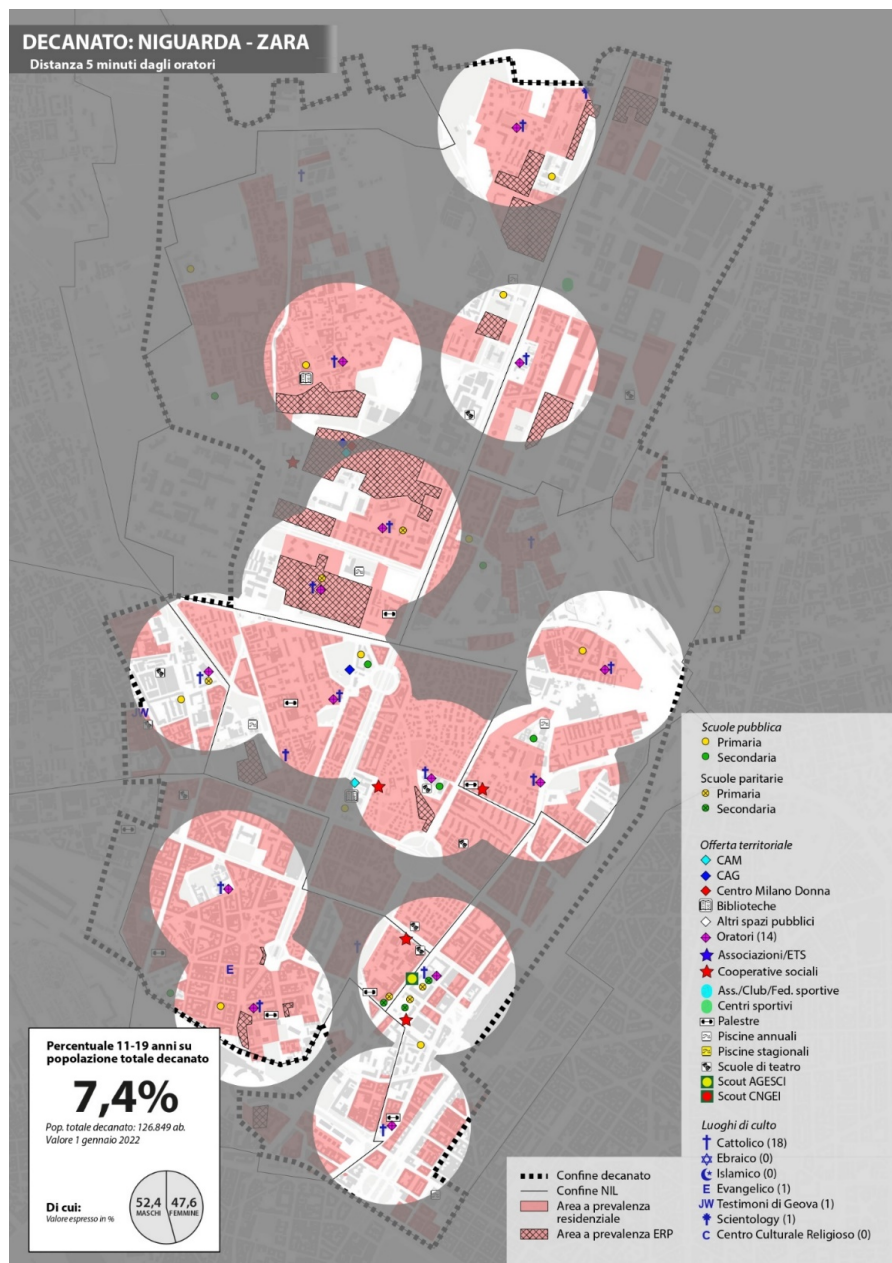 DECANATO: NIGUARDA - ZARA
Distanza 5 minuti dagli oratori
JW
E
Scuole pubblica
Primaria
Secondaria
Scuole paritarie
Primaria
Secondaria
Offerta territoriale
CAM
CAG
Centro Milano Donna
Biblioteche
Altri spazi pubblici
Oratori (14)
Associazioni/ETS
Cooperative sociali
Ass./Club/Fed. sportive
Centri sportivi
Palestre
Piscine annuali
Piscine stagionali
Scuole di teatro
Scout AGESCI
Scout CNGEI
Luoghi di culto
Cattolico (18)
Ebraico (0)
Islamico (0)
E Evangelico (1)
JW Testimoni di Geova (1)
Scientology (1)
C Centro Culturale Religioso (0)
Confine decanato
Confine NIL
Area a prevalenza
residenziale
Area a prevalenza ERP
Percentuale 11-19 anni su
popolazione totale decanato
7,4%
Pop. totale decanato: 126.849 ab.
Valore 1 gennaio 2022
Di cui:
Valore espresso in %
52,4 47,6
MASCHI FEMMINE